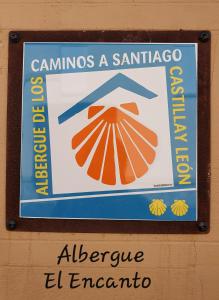 CAMINOS A SANTIAGO
ALBERGUE DE LOS
CASTILLA Y LEÓN
Albergue
El Encanto